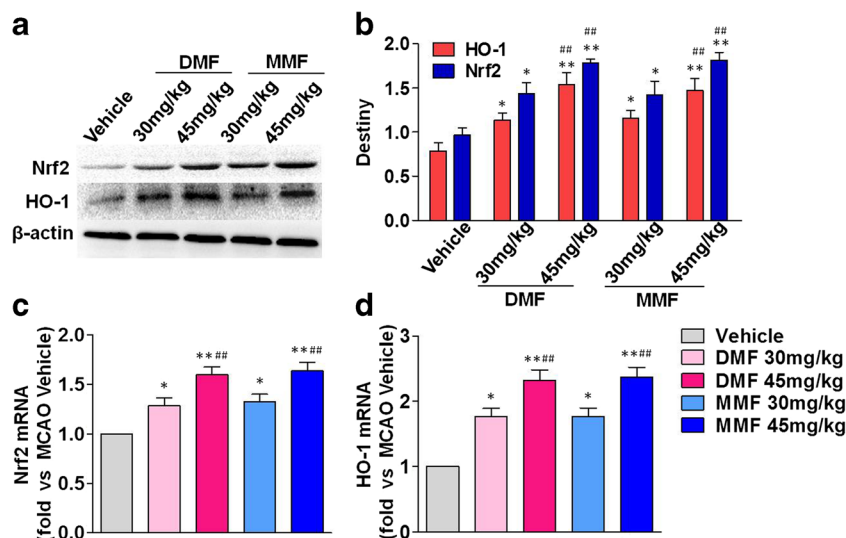 a
DMF
MMF
Vehicle
30mg/kg
45mg/kg
30mg/kg
45mg/kg
Nrf2
HO-1
β-actin
b
HO-1
Nrf2
Destiny
2.0
1.5
1.0
0.5
0.0
*
*
##
**
##
**
*
*
##
**
##
**
Vehicle
30mg/kg
45mg/kg
30mg/kg
45mg/kg
DMF
MMF
c
Nrf2 mRNA
(fold vs MCAO Vehicle)
2.0
1.5
1.0
0.5
0.0
*
**##
*
**##
d
HO-1 mRNA
(fold vs MCAO Vehicle)
3
2
1
0
*
**##
*
**##
Vehicle
DMF 30mg/kg
DMF 45mg/kg
MMF 30mg/kg
MMF 45mg/kg